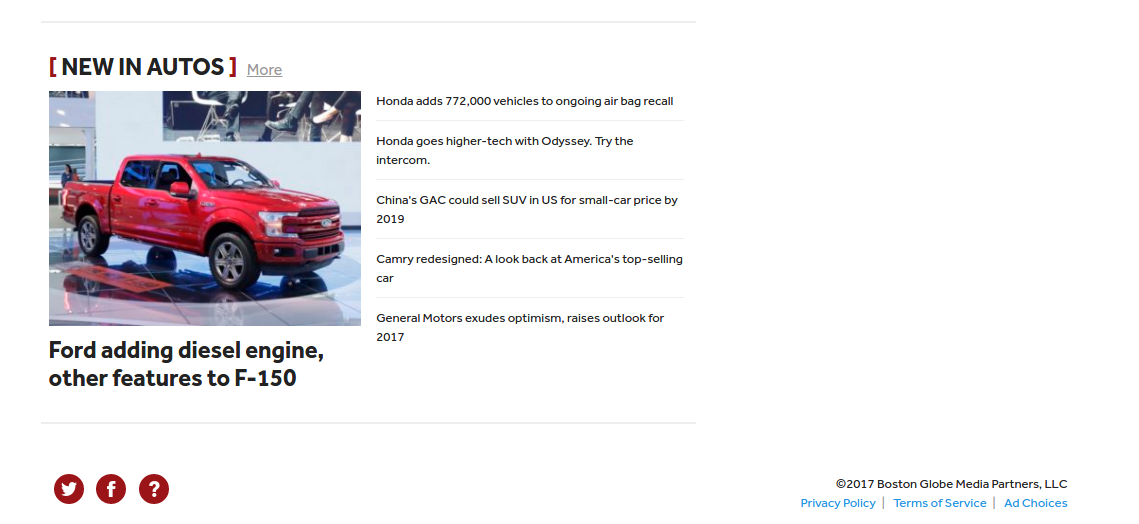 [ NEW IN AUTOS ] More
Honda adds 772,000 vehicles to ongoing air bag recall
Honda goes higher-tech with Odyssey. Try the
intercom.
China's GAC could sell SUV in US for small-car price by
2019
Camry redesigned: A look back at America's top-selling
car
General Motors exudes optimism, raises outlook for
2017
Ford adding diesel engine,
other features to F-150
©2017 Boston Globe Media Partners, LLC
Privacy Policy | Terms of Service | Ad Choices